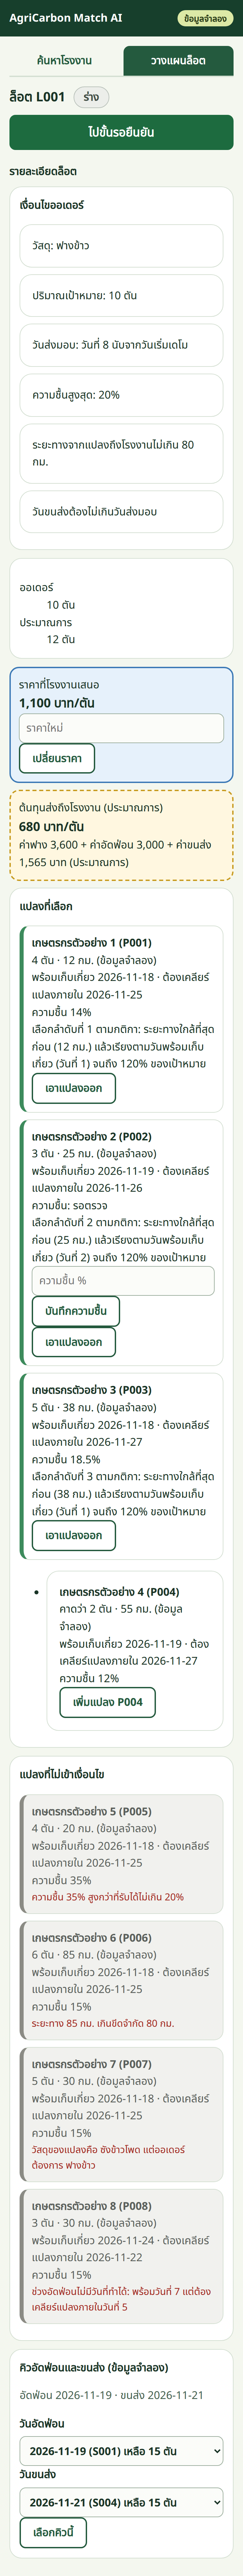 AgriCarbon Match AI
ข้อมูลจำลอง
ค้นหาโรงงาน
วางแผนล็อต
ล็อต L001
ร่าง
ไปขั้นรอยืนยัน
รายละเอียดล็อต
เงื่อนไขออเดอร์
วัสดุ: ฟางข้าว
ปริมาณเป้าหมาย: 10 ตัน
วันส่งมอบ: วันที่ 8 นับจากวันเริ่มเดโม
ความชื้นสูงสุด: 20%
ระยะทางจากแปลงถึงโรงงานไม่เกิน 80
กม.
วันขนส่งต้องไม่เกินวันส่งมอบ
ออเดอร์
10 ตัน
ประมาณการ
12 ตัน
ราคาที่โรงงานเสนอ
1,100 บาท/ตัน
ราคาใหม่
เปลี่ยนราคา
ต้นทุนส่งถึงโรงงาน (ประมาณการ)
680 บาท/ตัน
ค่าฟาง 3,600 + ค่าอัดฟ่อน 3,000 + ค่าขนส่ง
1,565 บาท (ประมาณการ)
แปลงที่เลือก
เกษตรกรตัวอย่าง 1 (P001)
4 ตัน · 12 กม. (ข้อมูลจำลอง)
พร้อมเก็บเกี่ยว 2026-11-18 · ต้องเคลียร์
แปลงภายใน 2026-11-25
ความชื้น 14%
เลือกลำดับที่ 1 ตามกติกา: ระยะทางใกล้ที่สุด
ก่อน (12 กม.) แล้วเรียงตามวันพร้อมเก็บ
เกี่ยว (วันที่ 1) จนถึง 120% ของเป้าหมาย
เอาแปลงออก
เกษตรกรตัวอย่าง 2 (P002)
3 ตัน · 25 กม. (ข้อมูลจำลอง)
พร้อมเก็บเกี่ยว 2026-11-19 · ต้องเคลียร์
แปลงภายใน 2026-11-26
ความชื้น: รอตรวจ
เลือกลำดับที่ 2 ตามกติกา: ระยะทางใกล้ที่สุด
ก่อน (25 กม.) แล้วเรียงตามวันพร้อมเก็บ
เกี่ยว (วันที่ 2) จนถึง 120% ของเป้าหมาย
ความชื้น %
บันทึกความชื้น
เอาแปลงออก
เกษตรกรตัวอย่าง 3 (P003)
5 ตัน · 38 กม. (ข้อมูลจำลอง)
พร้อมเก็บเกี่ยว 2026-11-18 · ต้องเคลียร์
แปลงภายใน 2026-11-27
ความชื้น 18.5%
เลือกลำดับที่ 3 ตามกติกา: ระยะทางใกล้ที่สุด
ก่อน (38 กม.) แล้วเรียงตามวันพร้อมเก็บ
เกี่ยว (วันที่ 1) จนถึง 120% ของเป้าหมาย
เอาแปลงออก
เกษตรกรตัวอย่าง 4 (P004)
คาดว่า 2 ตัน · 55 กม. (ข้อมูล
จำลอง)
พร้อมเก็บเกี่ยว 2026-11-19 · ต้อง
เคลียร์แปลงภายใน 2026-11-27
ความชื้น 12%
เพิ่มแปลง P004
แปลงที่ไม่เข้าเงื่อนไข
เกษตรกรตัวอย่าง 5 (P005)
4 ตัน · 20 กม. (ข้อมูลจำลอง)
พร้อมเก็บเกี่ยว 2026-11-18 · ต้องเคลียร์
แปลงภายใน 2026-11-25
ความชื้น 35%
ความชื้น 35% สูงกว่าที่รับได้ไม่เกิน 20%
เกษตรกรตัวอย่าง 6 (P006)
6 ตัน · 85 กม. (ข้อมูลจำลอง)
พร้อมเก็บเกี่ยว 2026-11-18 · ต้องเคลียร์
แปลงภายใน 2026-11-25
ความชื้น 15%
ระยะทาง 85 กม. เกินขีดจำกัด 80 กม.
เกษตรกรตัวอย่าง 7 (P007)
5 ตัน · 30 กม. (ข้อมูลจำลอง)
พร้อมเก็บเกี่ยว 2026-11-18 · ต้องเคลียร์
แปลงภายใน 2026-11-25
ความชื้น 15%
วัสดุของแปลงคือ ซังข้าวโพด แต่ออเดอร์
ต้องการ ฟางข้าว
เกษตรกรตัวอย่าง 8 (P008)
3 ตัน · 30 กม. (ข้อมูลจำลอง)
พร้อมเก็บเกี่ยว 2026-11-24 · ต้องเคลียร์
แปลงภายใน 2026-11-22
ความชื้น 15%
ช่วงอัดฟ่อนไม่มีวันที่ทำได้: พร้อมวันที่ 7 แต่ต้อง
เคลียร์แปลงภายในวันที่ 5
คิวอัดฟ่อนและขนส่ง (ข้อมูลจำลอง)
อัดฟ่อน 2026-11-19 · ขนส่ง 2026-11-21
วันอัดฟ่อน
2026-11-19 (S001) เหลือ 15 ตัน
วันขนส่ง
2026-11-21 (S004) เหลือ 15 ตัน
เลือกคิวนี้